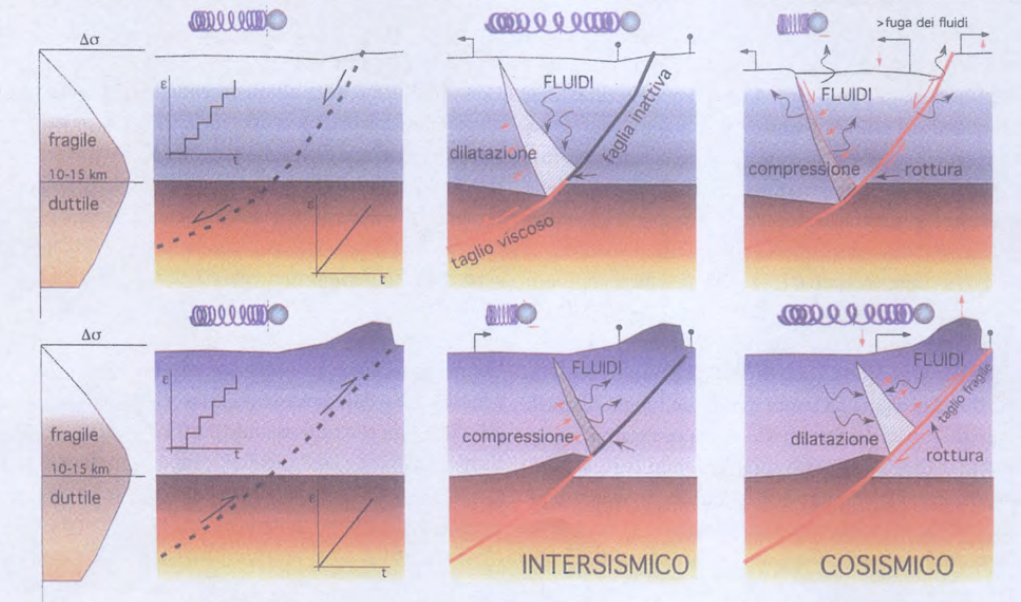 Δσ
fragile
10-15 km
duttile
ε
t
ε
t
FLUIDI
dilatazione
faglia inattiva
taglio viscoso
>fuga dei fluidi
FLUIDI
compressione
rottura
Δσ
fragile
10-15 km
duttile
ε
t
ε
t
FLUIDI
compressione
INTERSISMICO
FLUIDI
dilatazione
taglio fragile
rottura
COSISMICO